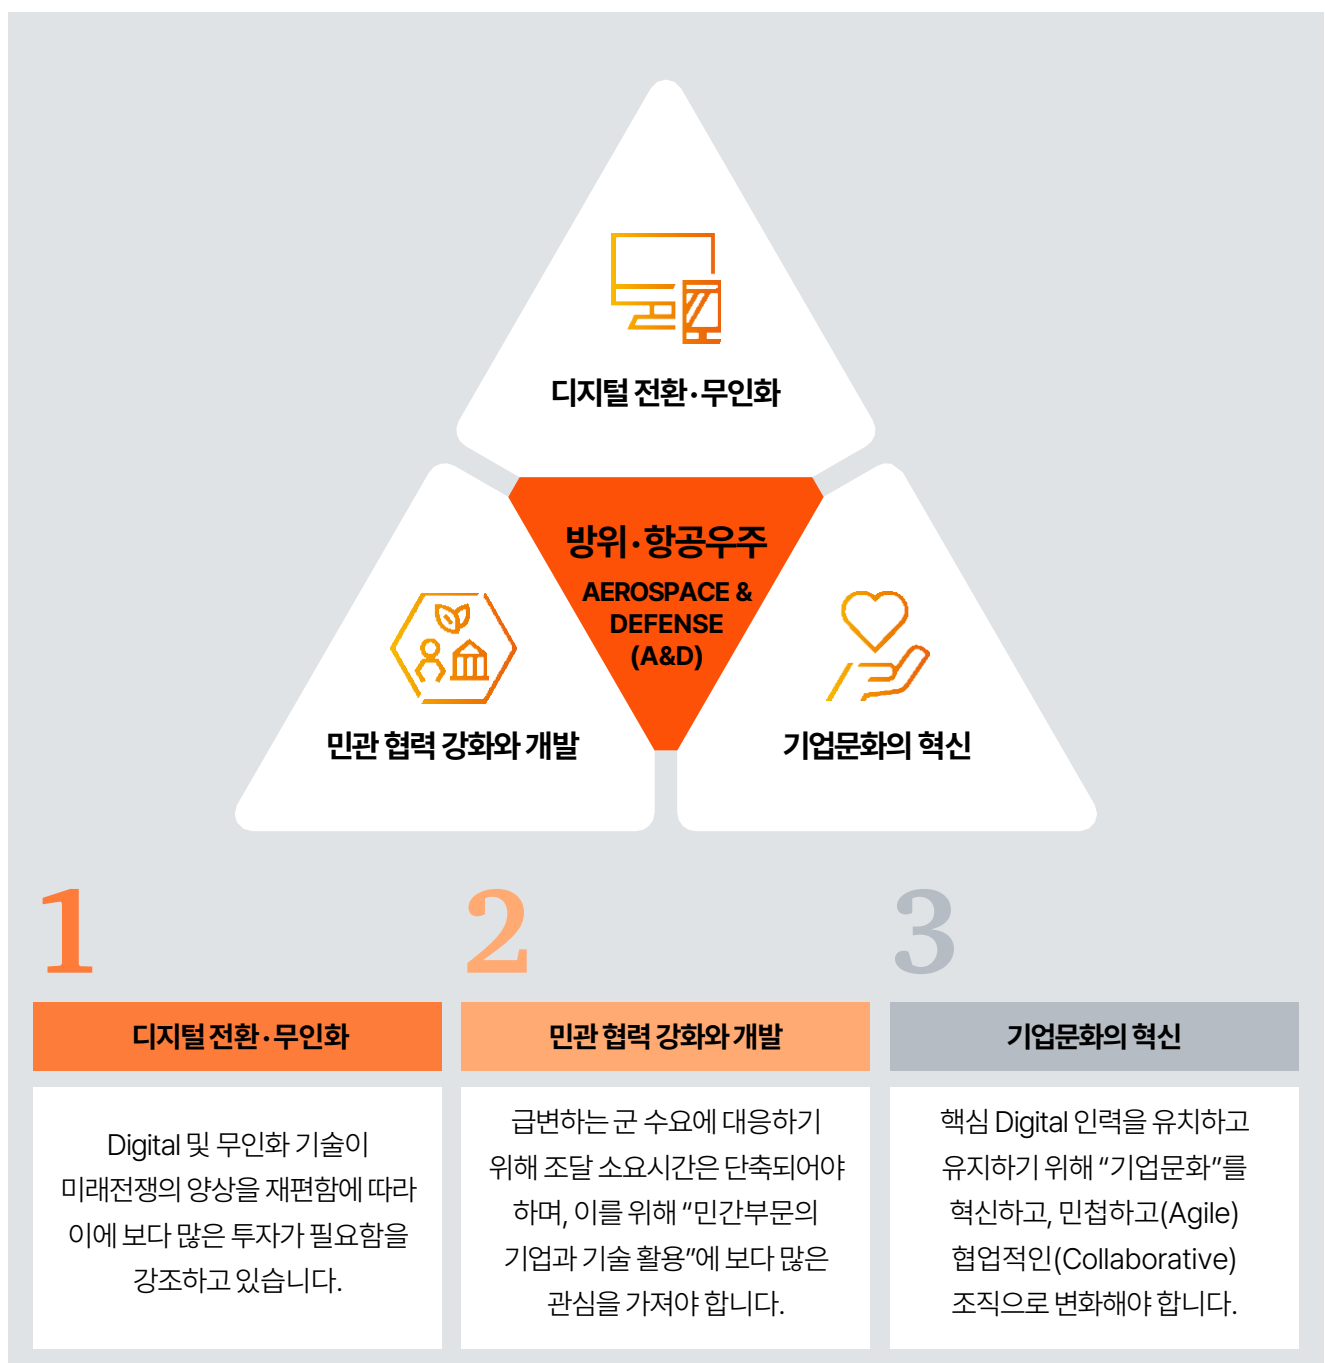 디지털 전환·무인화
방위·항공우주
AEROSPACE &
DEFENSE
(A&D)
민관 협력 강화와 개발
기업문화의 혁신
1
디지털 전환·무인화
Digital 및 무인화 기술이
미래전쟁의 양상을 재편함에 따라
이에 보다 많은 투자가 필요함을
강조하고 있습니다.
2
민관 협력 강화와 개발
급변하는 군 수요에 대응하기
위해 조달 소요시간은 단축되어야
하며, 이를 위해 “민간부문의
기업과 기술 활용”에 보다 많은
관심을 가져야 합니다.
3
기업문화의 혁신
핵심 Digital 인력을 유치하고
유지하기 위해 “기업문화”를
혁신하고, 민첩하고(Agile)
협업적인(Collaborative)
조직으로 변화해야 합니다.